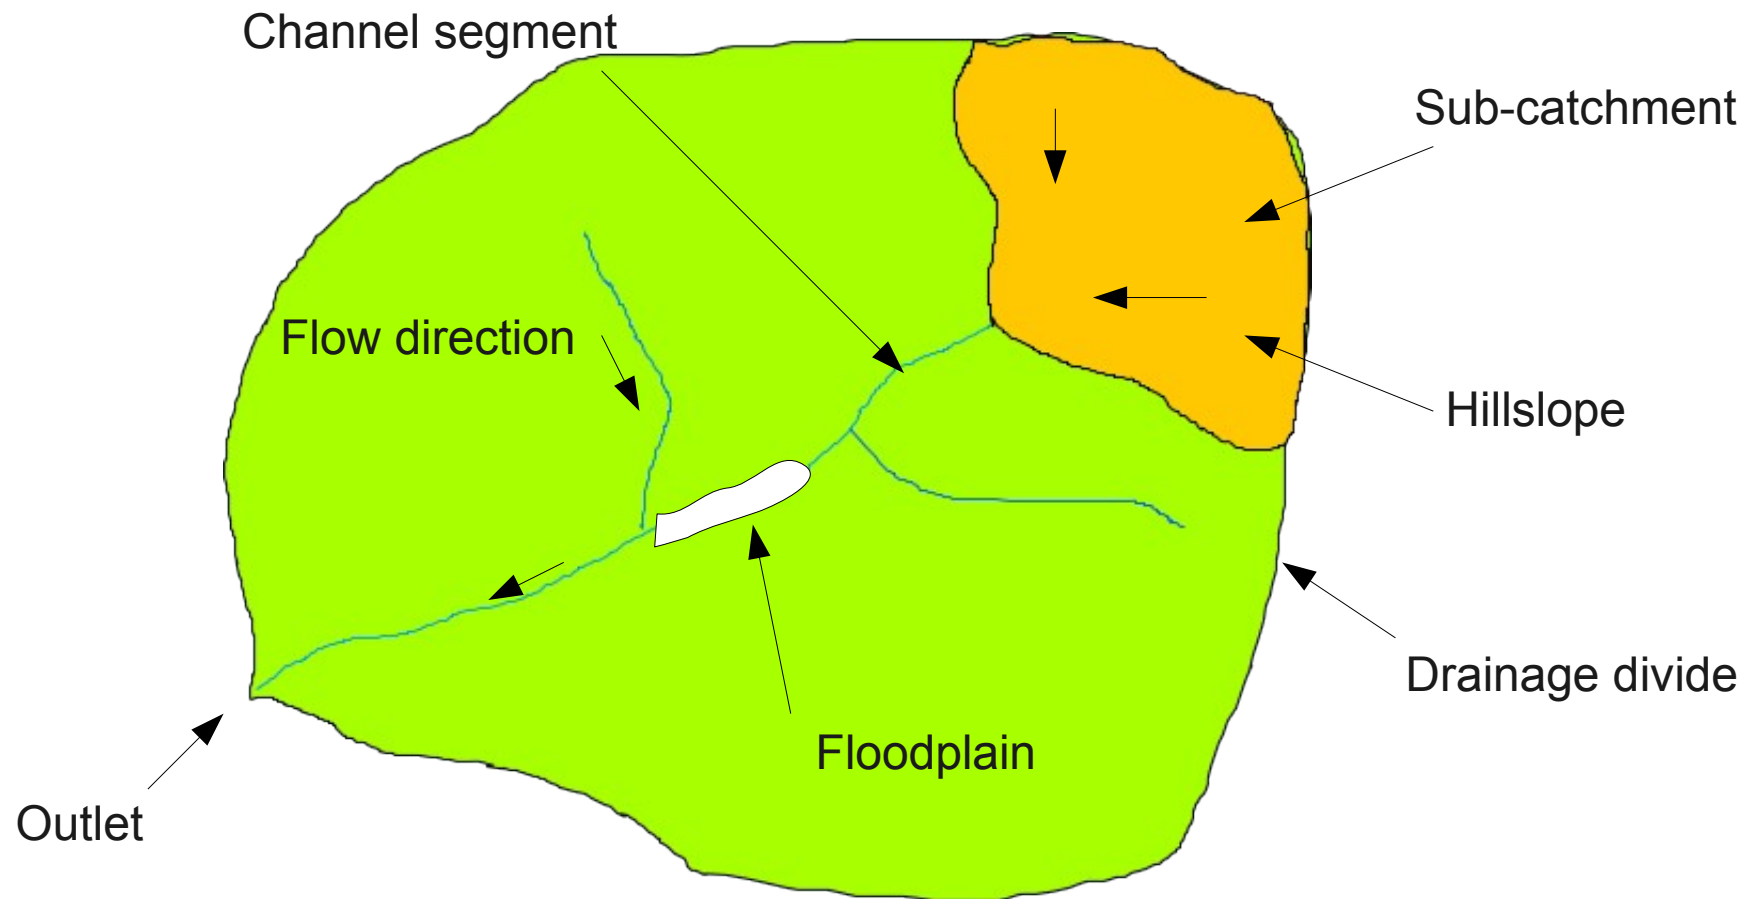 Channel segment
Sub-catchment
Flow direction
Hillslope
Drainage divide
Floodplain
Outlet